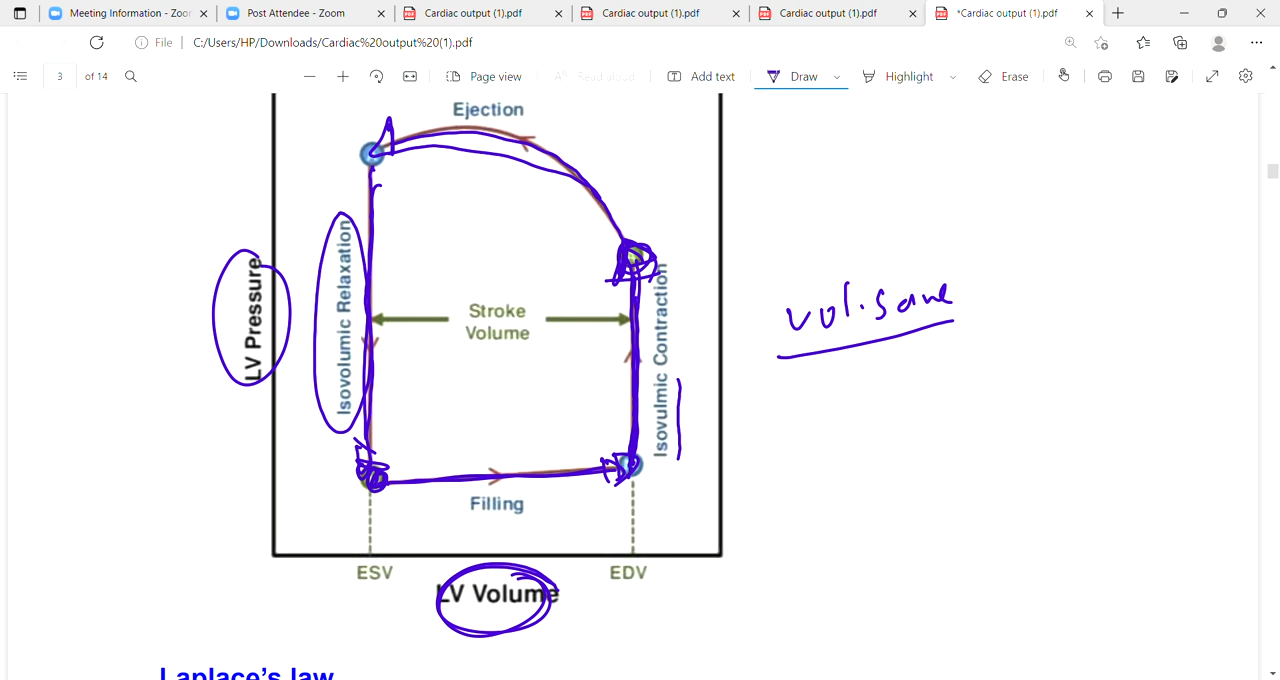 Meeting Information - Zoo
Post Attendee - Zoom
Cardiac output (1).pdf
Cardiac output (1).pdf
Cardiac output (1).pdf
*Cardiac output (1).pdf
File
C:/Users/HP/Downloads/Cardiac%20output%20(1).pdf
3 of 14
Page view
Read aloud
Add text
Draw
Highlight
Erase
Ejection
LV Pressure
Isovolumic Relaxation
Stroke
Volume
Isovulmic Contraction
vol. same
Filling
ESV
EDV
LV Volume
Laplace's law